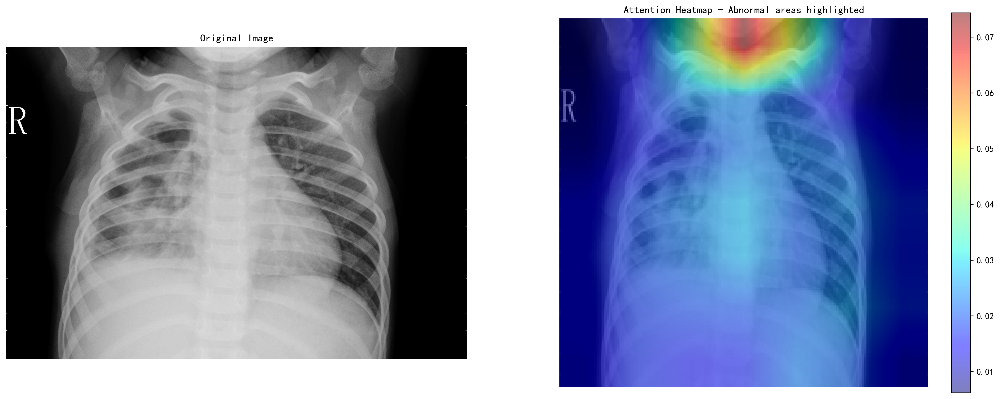 Original Image
R
Attention Heatmap - Abnormal areas highlighted
R
0.07
0.06
0.05
0.04
0.03
0.02
0.01